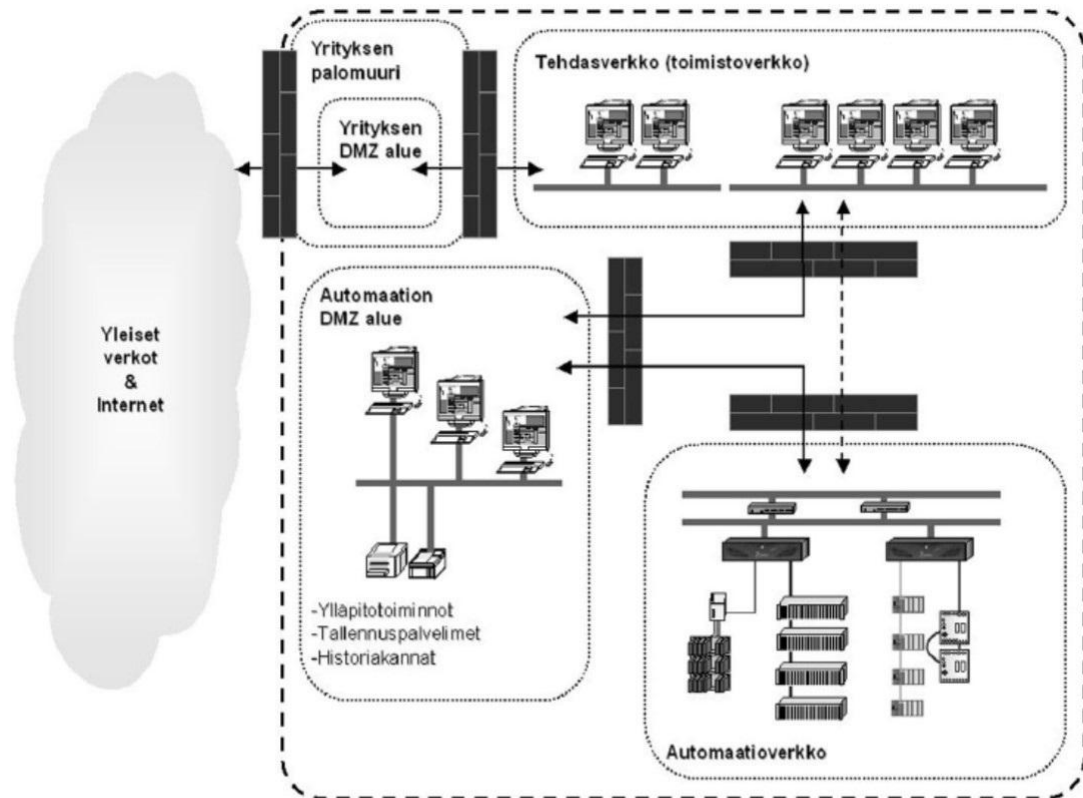 Yrityksen
palomuuri
Yrityksen
DMZ alue
Tehdasverkko (toimistoverkko)
Yleiset
verkot
&
Internet
Automaation
DMZ alue
-Ylläpitotoiminnot
-Tallennuspalvelimet
-Historiakannat
Automaatioverkko